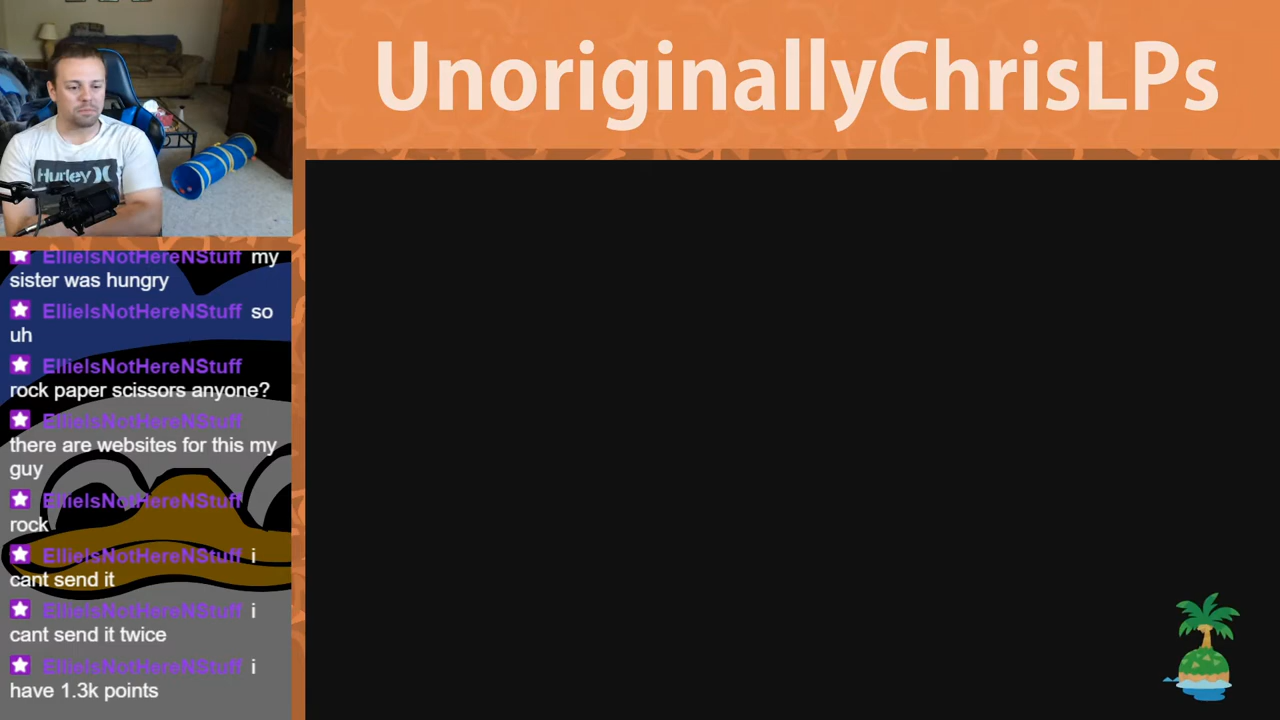 UnoriginallyChrisLPs
Hurley
EllieIsNotHereNStuff my
sister was hungry
EllieIsNotHereNStuff so
uh
EllieIsNotHereNStuff
rock paper scissors anyone?
EllieIsNotHereNStuff
there are websites for this my
guy
EllieIsNotHereNStuff
rock
EllieIsNotHereNStuff i
cant send it
EllieIsNotHereNStuff i
cant send it twice
EllieIsNotHereNStuff i
have 1.3k points